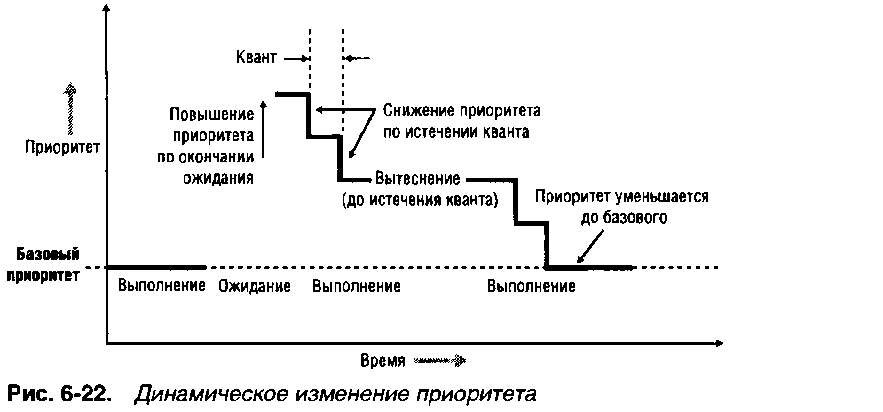 Квант
Повышение
приоритета
по окончании
ожидания
Снижение приоритета
по истечении кванта
Приоритет
Вытеснение
(до истечения кванта)
Приоритет уменьшается
до базового
Базовый
приоритет
Выполнение Ожидание Выполнение Выполнение
Время
Рис. 6-22. Динамическое изменение приоритета